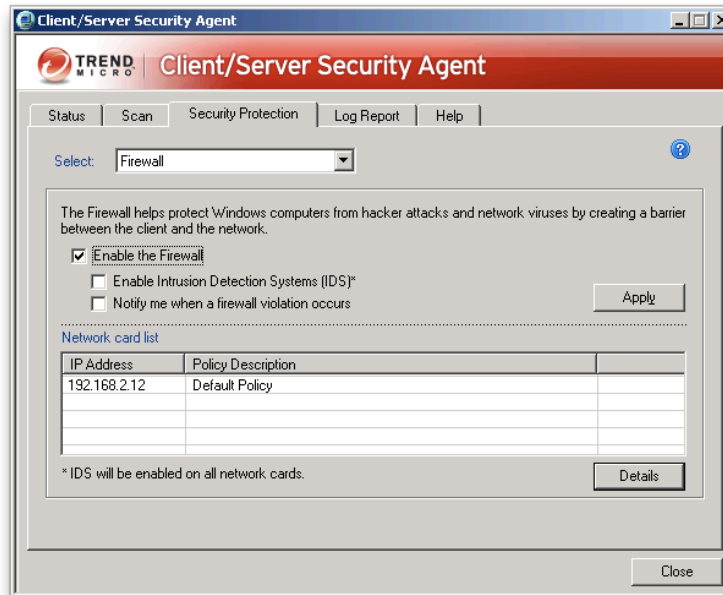 Client/Server Security Agent
TREND MICRO Client/Server Security Agent
Status Scan Security Protection Log Report Help
Select: Firewall
The Firewall helps protect Windows computers from hacker attacks and network viruses by creating a barrier
between the client and the network.
Enable the Firewall
Enable Intrusion Detection Systems (IDS)*
Notify me when a firewall violation occurs
Apply
Network card list
IP Address Policy Description
192.168.2.12 Default Policy
* IDS will be enabled on all network cards.
Details
Close